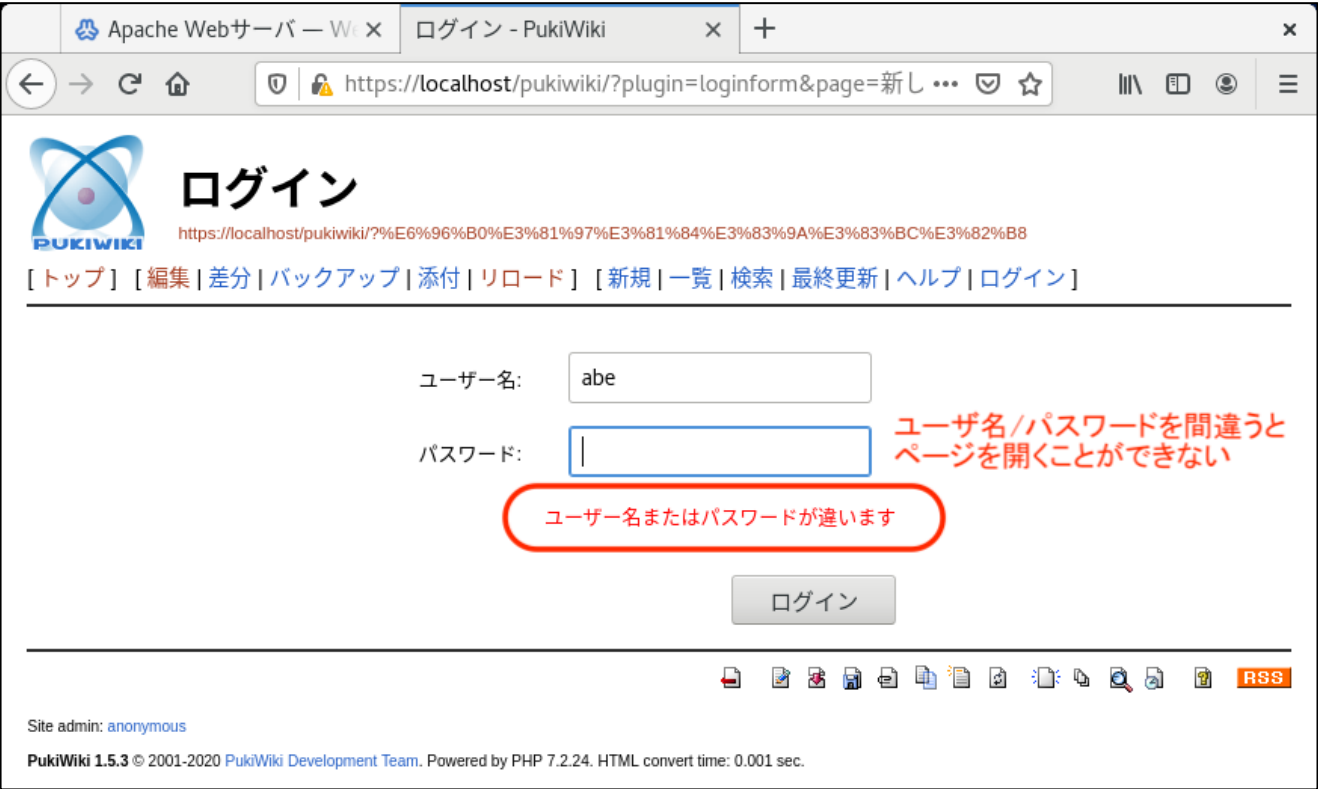 Apache Webサーバ — We
ログイン - PukiWiki
https://localhost/pukiwiki/?plugin=loginform&page=新し
PUKIWIKI
ログイン
https://localhost/pukiwiki/?%E6%96%B0%E3%81%97%E3%81%84%E3%83%9A%E3%83%BC%E3%82%B8
[ トップ ] [ 編集 | 差分 | バックアップ | 添付 | リロード ] [ 新規 | 一覧 | 検索 | 最終更新 | ヘルプ | ログイン ]
ユーザー名: abe
ユーザ名/パスワードを間違うと
パスワード:
ページを開くことができない
ユーザー名またはパスワードが違います
ログイン
RSS
Site admin: anonymous
PukiWiki 1.5.3 © 2001-2020 PukiWiki Development Team. Powered by PHP 7.2.24. HTML convert time: 0.001 sec.